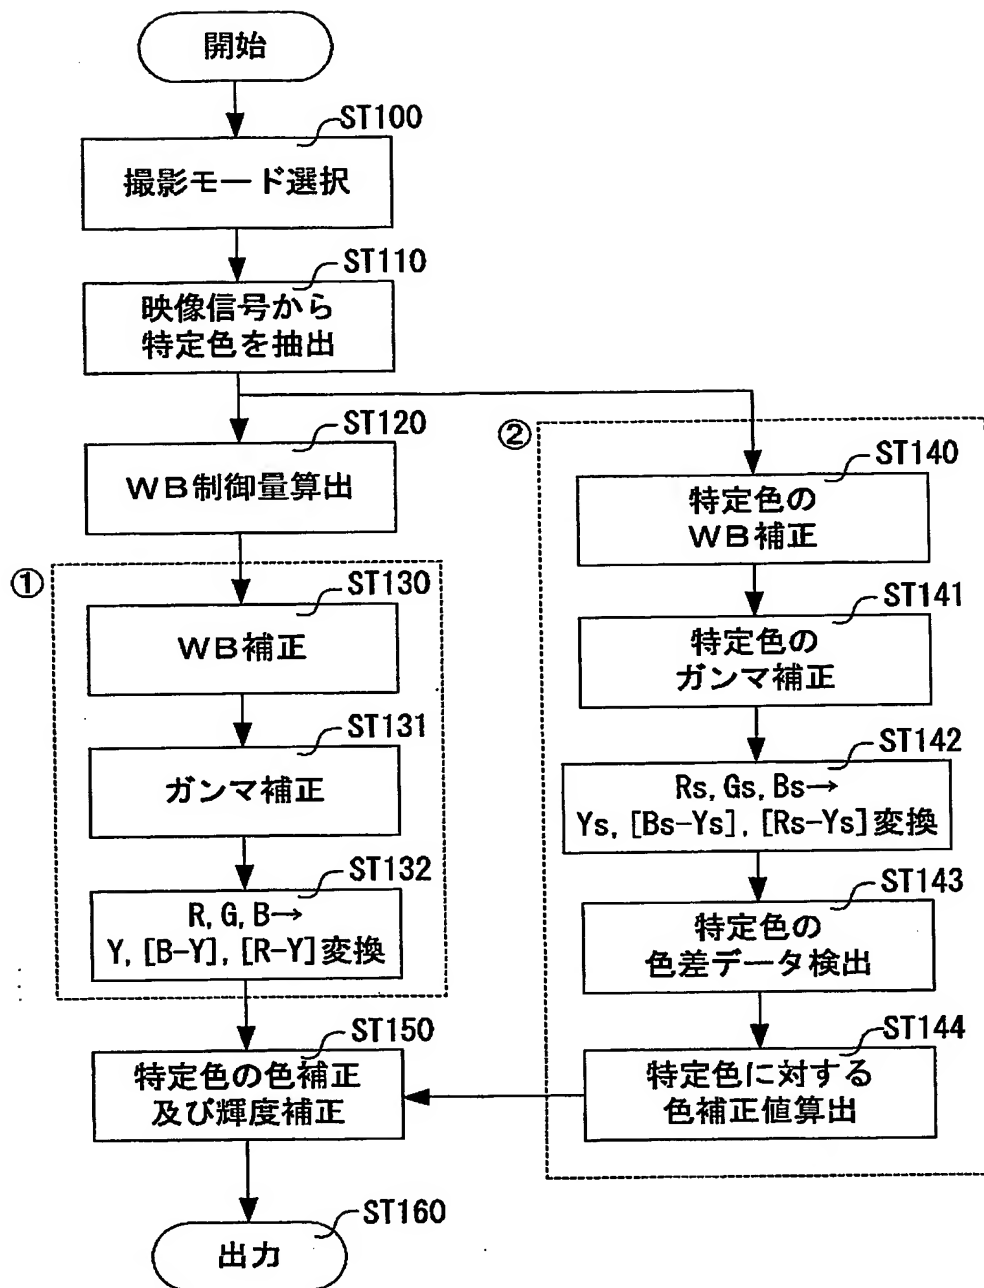 開始
ST100
撮影モード選択
ST110
映像信号から
特定色を抽出
ST120
WB制御量算出
①
ST130
WB補正
ST131
ガンマ補正
ST132
R, G, B→
Y, [B-Y], [R-Y]変換
②
ST140
特定色の
WB補正
ST141
特定色の
ガンマ補正
ST142
Rs, Gs, Bs→
Ys, [Bs-Ys], [Rs-Ys]変換
ST143
特定色の
色差データ検出
ST144
特定色に対する
色補正値算出
ST150
特定色の色補正
及び輝度補正
ST160
出力